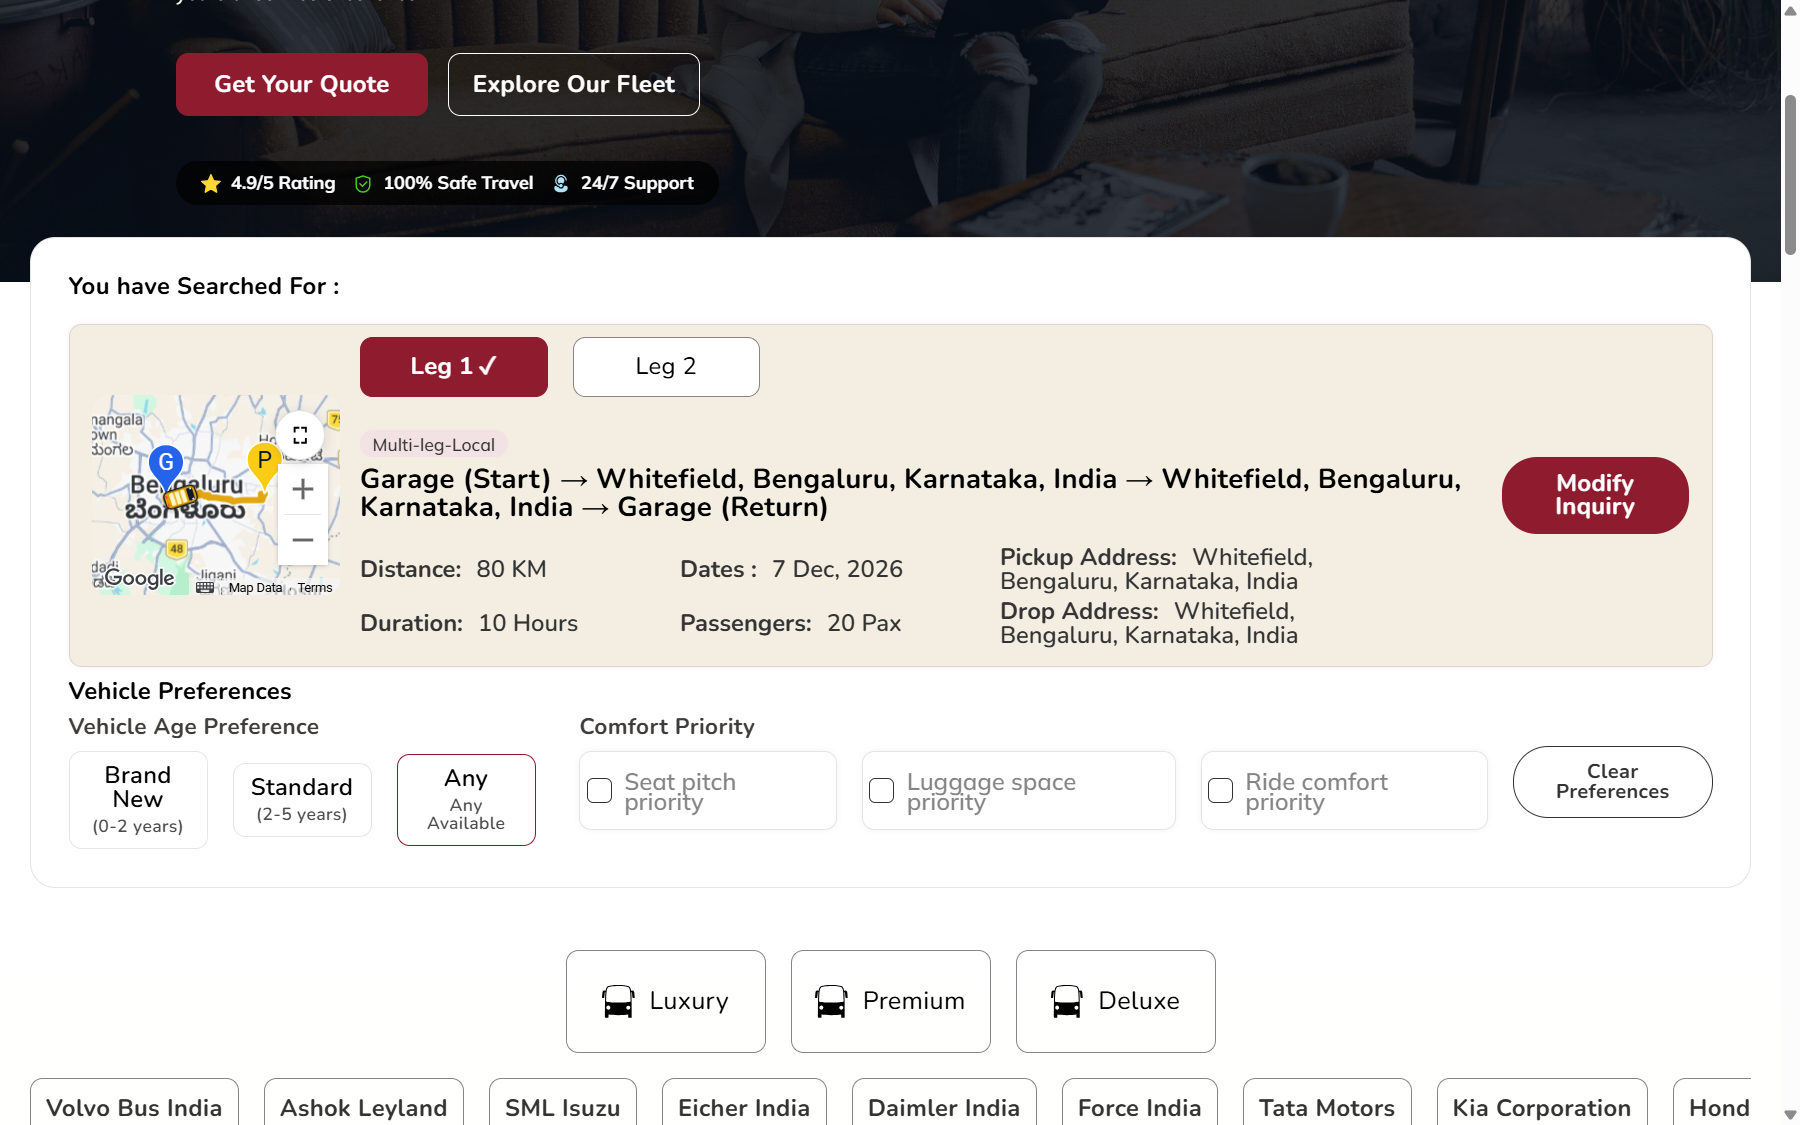 Get Your Quote
Explore Our Fleet
4.9/5 Rating
100% Safe Travel
24/7 Support
You have Searched For :
Leg 1 ✓
Leg 2
Multi-leg-Local
Garage (Start) → Whitefield, Bengaluru, Karnataka, India → Whitefield, Bengaluru,
Karnataka, India → Garage (Return)
Modify
Inquiry
G
P
Bengaluru
ಬೆಂಗಳೂರು
48
Google
Map Data
Terms
Distance: 80 KM
Dates : 7 Dec, 2026
Pickup Address: Whitefield,
Bengaluru, Karnataka, India
Duration: 10 Hours
Passengers: 20 Pax
Drop Address: Whitefield,
Bengaluru, Karnataka, India
Vehicle Preferences
Vehicle Age Preference
Comfort Priority
Brand
New
(0-2 years)
Standard
(2-5 years)
Any
Any
Available
Seat pitch
priority
Luggage space
priority
Ride comfort
priority
Clear
Preferences
Luxury
Premium
Deluxe
Volvo Bus India
Ashok Leyland
SML Isuzu
Eicher India
Daimler India
Force India
Tata Motors
Kia Corporation
Hond